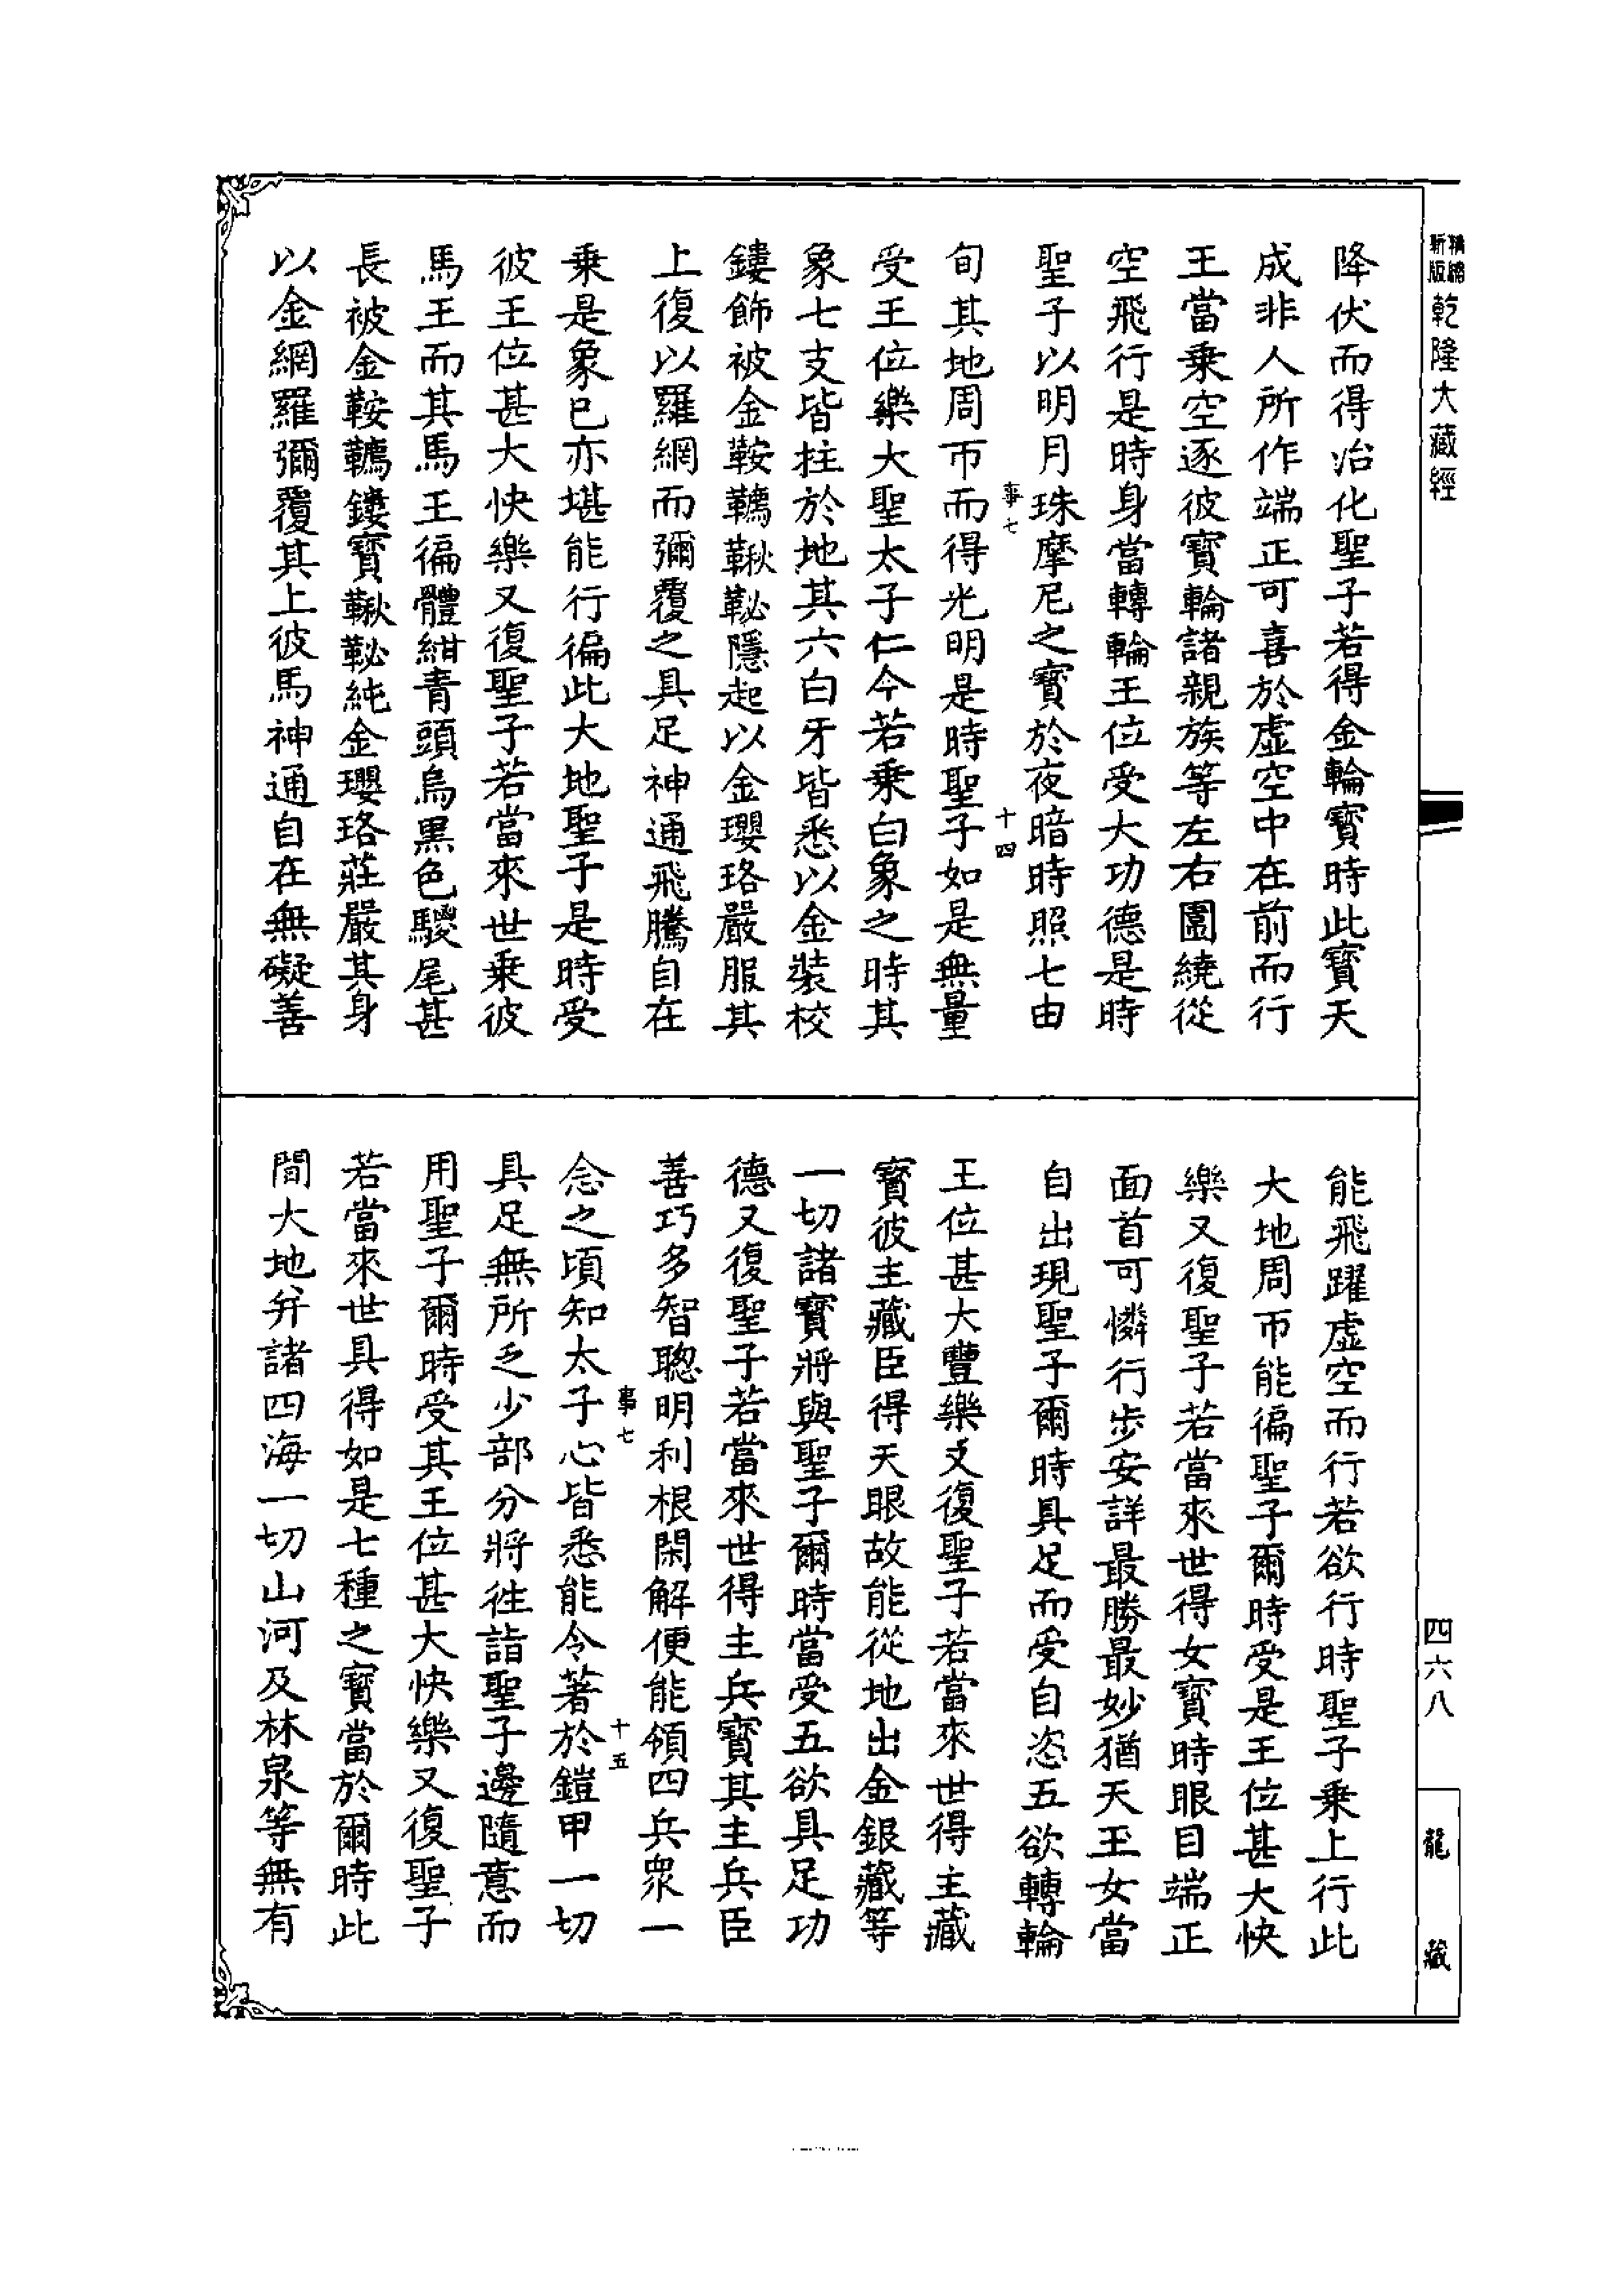 精編
新版
乾隆大藏經
降伏而得治化聖子若得金輪寶時此寶天
成非人所作端正可喜於虛空中在前而行
王當乘空逐彼寶輪諸親族等左右圍繞從
空飛行是時身當轉輪王位受大功德是時
聖子以明月珠摩尼之寶於夜暗時照七由
事七
十四
旬其地周帀而得光明是時聖子如是無量
受王位樂大聖太子仁今若乘白象之時其
象七支皆拄於地其六白牙皆悉以金裝校
鏤飾被金鞍韀鞦䩛隱起以金瓔珞嚴服其
上復以羅網而彌覆之具足神通飛騰自在
乘是象已亦堪能行徧此大地聖子是時受
彼王位甚大快樂又復聖子若當來世乘彼
馬王而其馬王徧體紺青頭烏黑色騣尾甚
長被金鞍韀鏤寶鞦䩛純金瓔珞莊嚴其身
以金網羅彌覆其上彼馬神通自在無礙善
能飛躍虛空而行若欲行時聖子乘上行此
大地周帀能徧聖子爾時受是王位甚大快
樂又復聖子若當來世得女寶時眼目端正
面首可憐行步安詳最勝最妙猶天玉女當
自出現聖子爾時具足而受自恣五欲轉輪
王位甚大豐樂又復聖子若當來世得主藏
寶彼主藏臣得天眼故能從地出金銀藏等
一切諸寶將與聖子爾時當受五欲具足功
德又復聖子若當來世得主兵寶其主兵臣
善巧多智聰明利根閑解便能領四兵衆一
事七
十五
念之頃知太子心皆悉能令著於鎧甲一切
具足無所乏少部分將往詣聖子邊隨意而
用聖子爾時受其王位甚大快樂又復聖子
若當來世具得如是七種之寶當於爾時此
間大地并諸四海一切山河及林泉等無有
四六八
龍藏